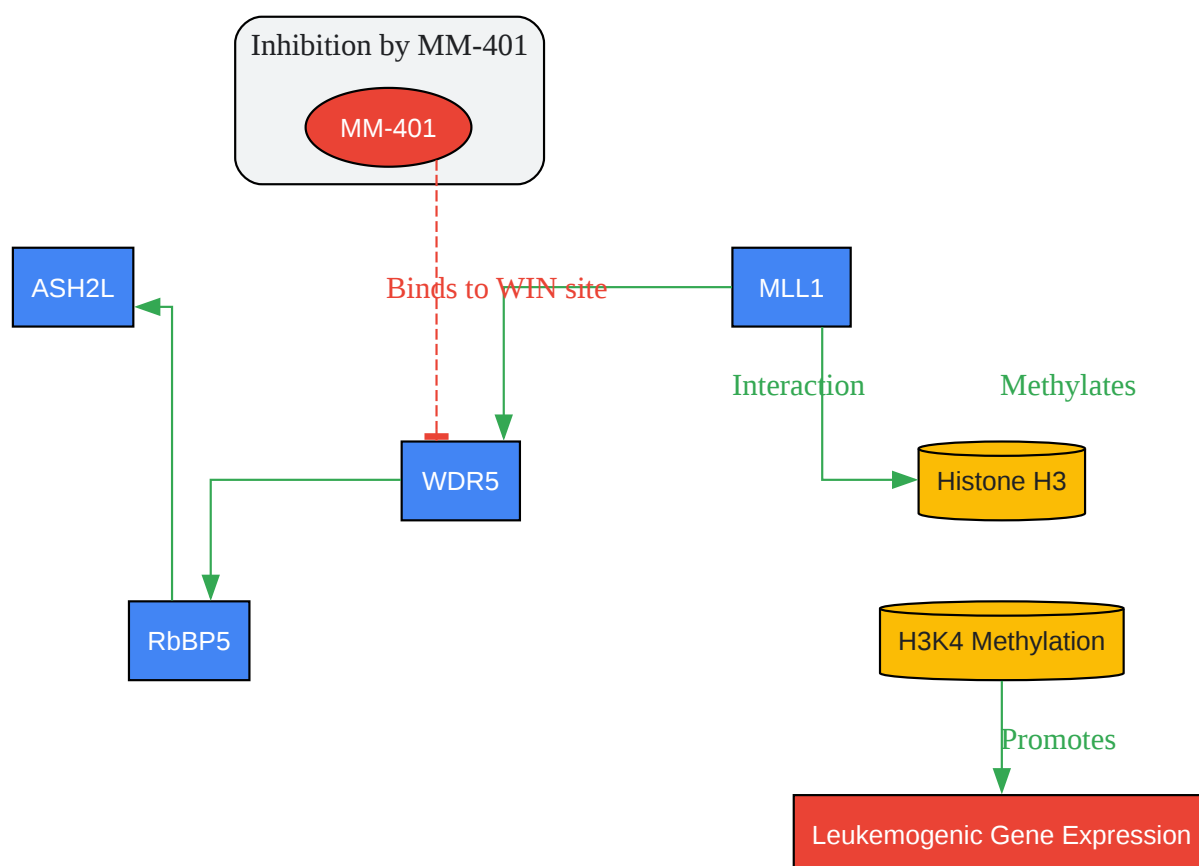 Inhibition by MM-401
MM-401
ASH2L
Binds to WIN site
MLL1
Interaction
Methylates
WDR5
Histone H3
RbBP5
H3K4 Methylation
Promotes
Leukemogenic Gene Expression